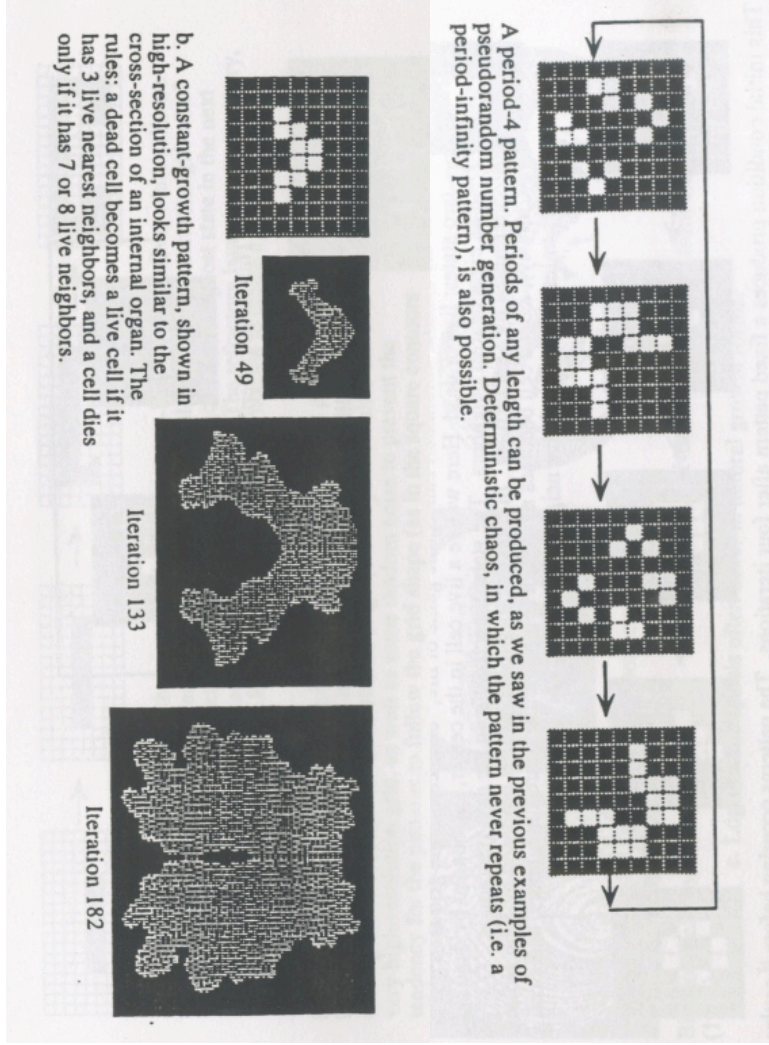 A period-4 pattern. Periods of any length can be produced, as we saw in the previous examples of
pseudorandom number generation. Deterministic chaos, in which the pattern never repeats (i.e. a
period-infinity pattern), is also possible.
Iteration 49
Iteration 133
Iteration 182
b. A constant-growth pattern, shown in
high-resolution, looks similar to the
cross-section of an internal organ. The
rules: a dead cell becomes a live cell if it
has 3 live nearest neighbors, and a cell dies
only if it has 7 or 8 live neighbors.